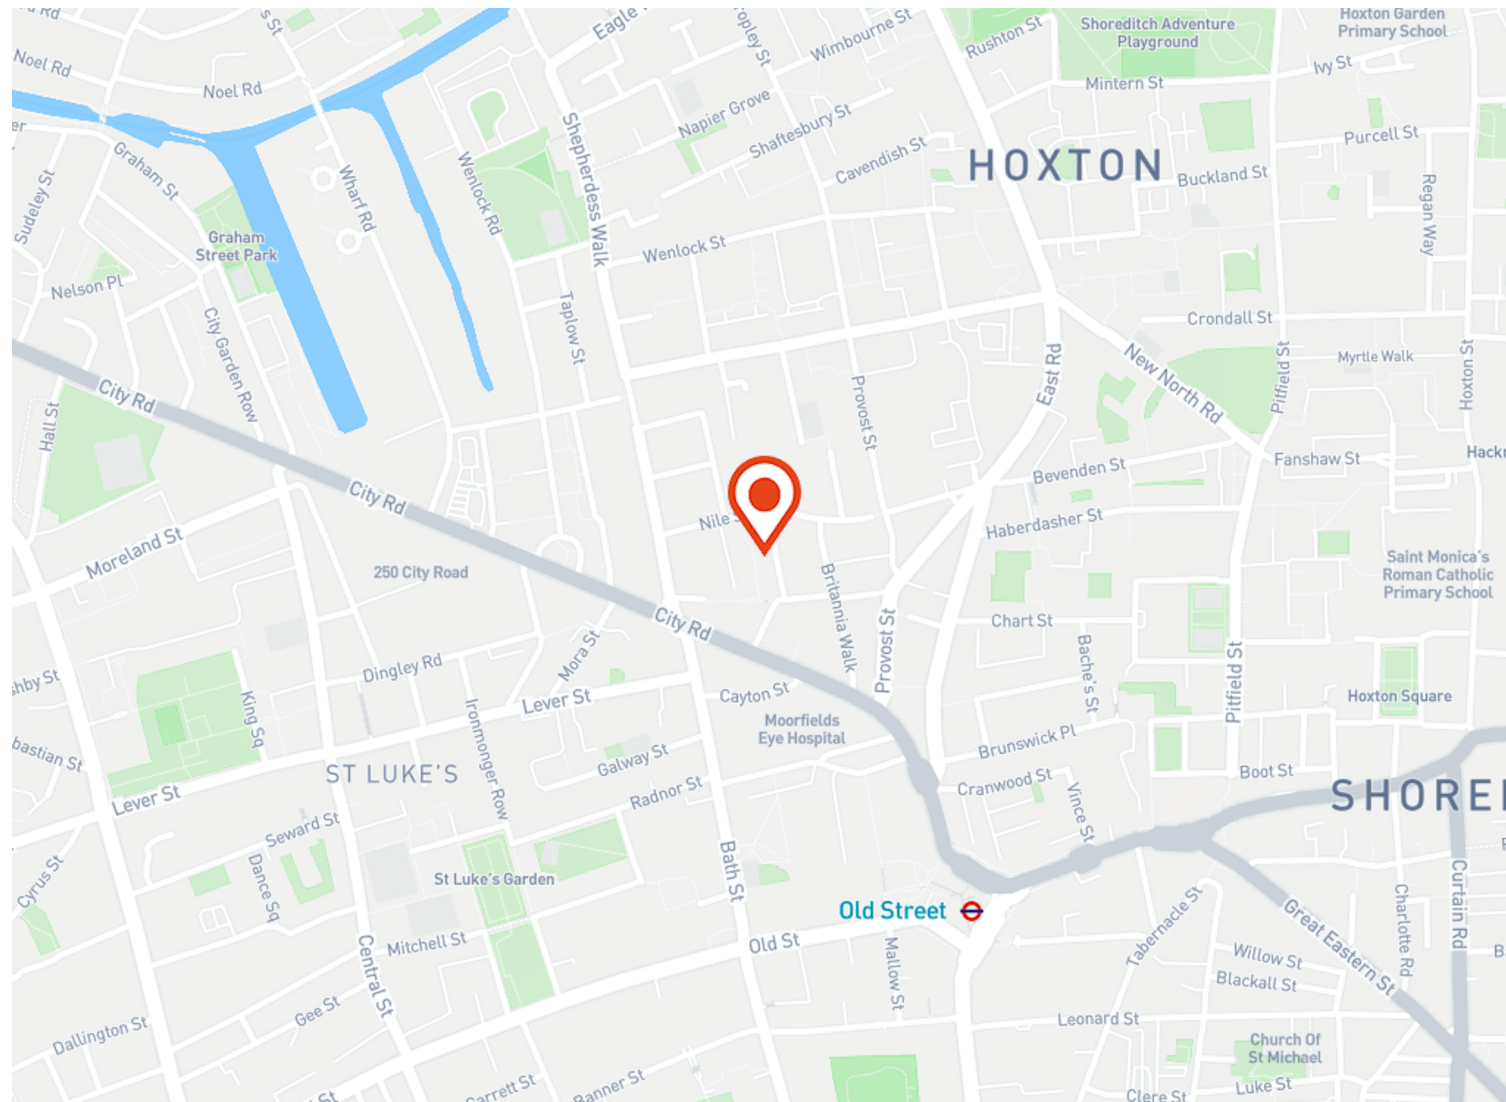 Noel Rd
Noel Rd
Graham St
Sudeley St
Graham
Street Park
Nelson Pl
City Garden Row
Wharf Rd
Wenlock Rd
Shepherdess Walk
Taplow St
Wenlock St
Napier Grove
Shaftesbury St
Cavendish St
Wimbourne St
Rushton St
Shoreditch Adventure
Playground
Mintern St
Hoxton Garden
Primary School
Ivy St
Purcell St
HOXTON
Buckland St
Regan Way
Crondall St
Myrtle Walk
Pitfield St
Hoxton St
New North Rd
East Rd
Provost St
Fanshaw St
Bevenden St
Haberdasher St
City Rd
Hall St
City Rd
Moreland St
250 City Road
City Rd
Nile
Britannia Walk
Provost St
Chart St
Bache's St
Pitfield St
Saint Monica's
Roman Catholic
Primary School
Hoxton Square
King Sq
Dingley Rd
Mora St
Lever St
Cayton St
Moorfields
Eye Hospital
Brunswick Pl
Cranwood St
Vince St
Boot St
Ironmonger Row
Galway St
Radnor St
ST LUKE'S
Lever St
Seward St
Dance Sq
Cyrus St
St Luke's Garden
Bath St
Mitchell St
Central St
Gee St
Dallington St
Old Street
Old St
Mallow St
Banner St
Tabernacle St
Great Eastern St
Charlotte Rd
Curtain Rd
Willow St
Blackall St
Leonard St
Church Of
St Michael
Luke St
Clere St